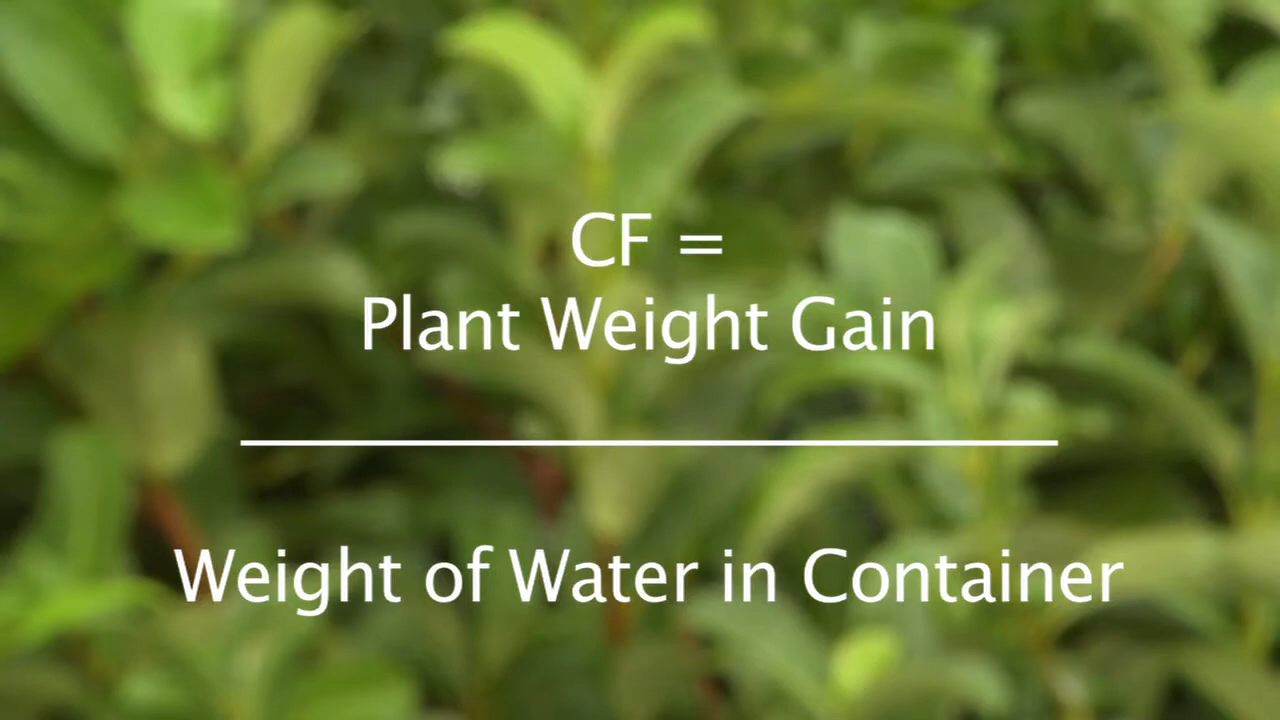 CF =
Plant Weight Gain
Weight of Water in Container